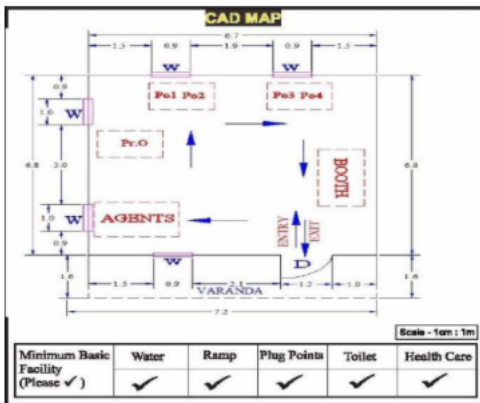 CAD MAP
6.7
1.5 0.9 1.9 0.9 1.5
W W
Po1 Po2 Po3 Po4
0.9
W 1.0
Pr.O
6.8 3.0 6.8
BOOTH
AGENTS
1.0 W
ENTRY EXIT
0.9
W D
1.6 1.6
1.3 0.9 2.1 1.2 1.0
VARANDA
7.2
Scale - 1cm : 1m
Minimum Basic Facility (Please ✓) Water Ramp Plug Points Toilet Health Care
✓ ✓ ✓ ✓ ✓